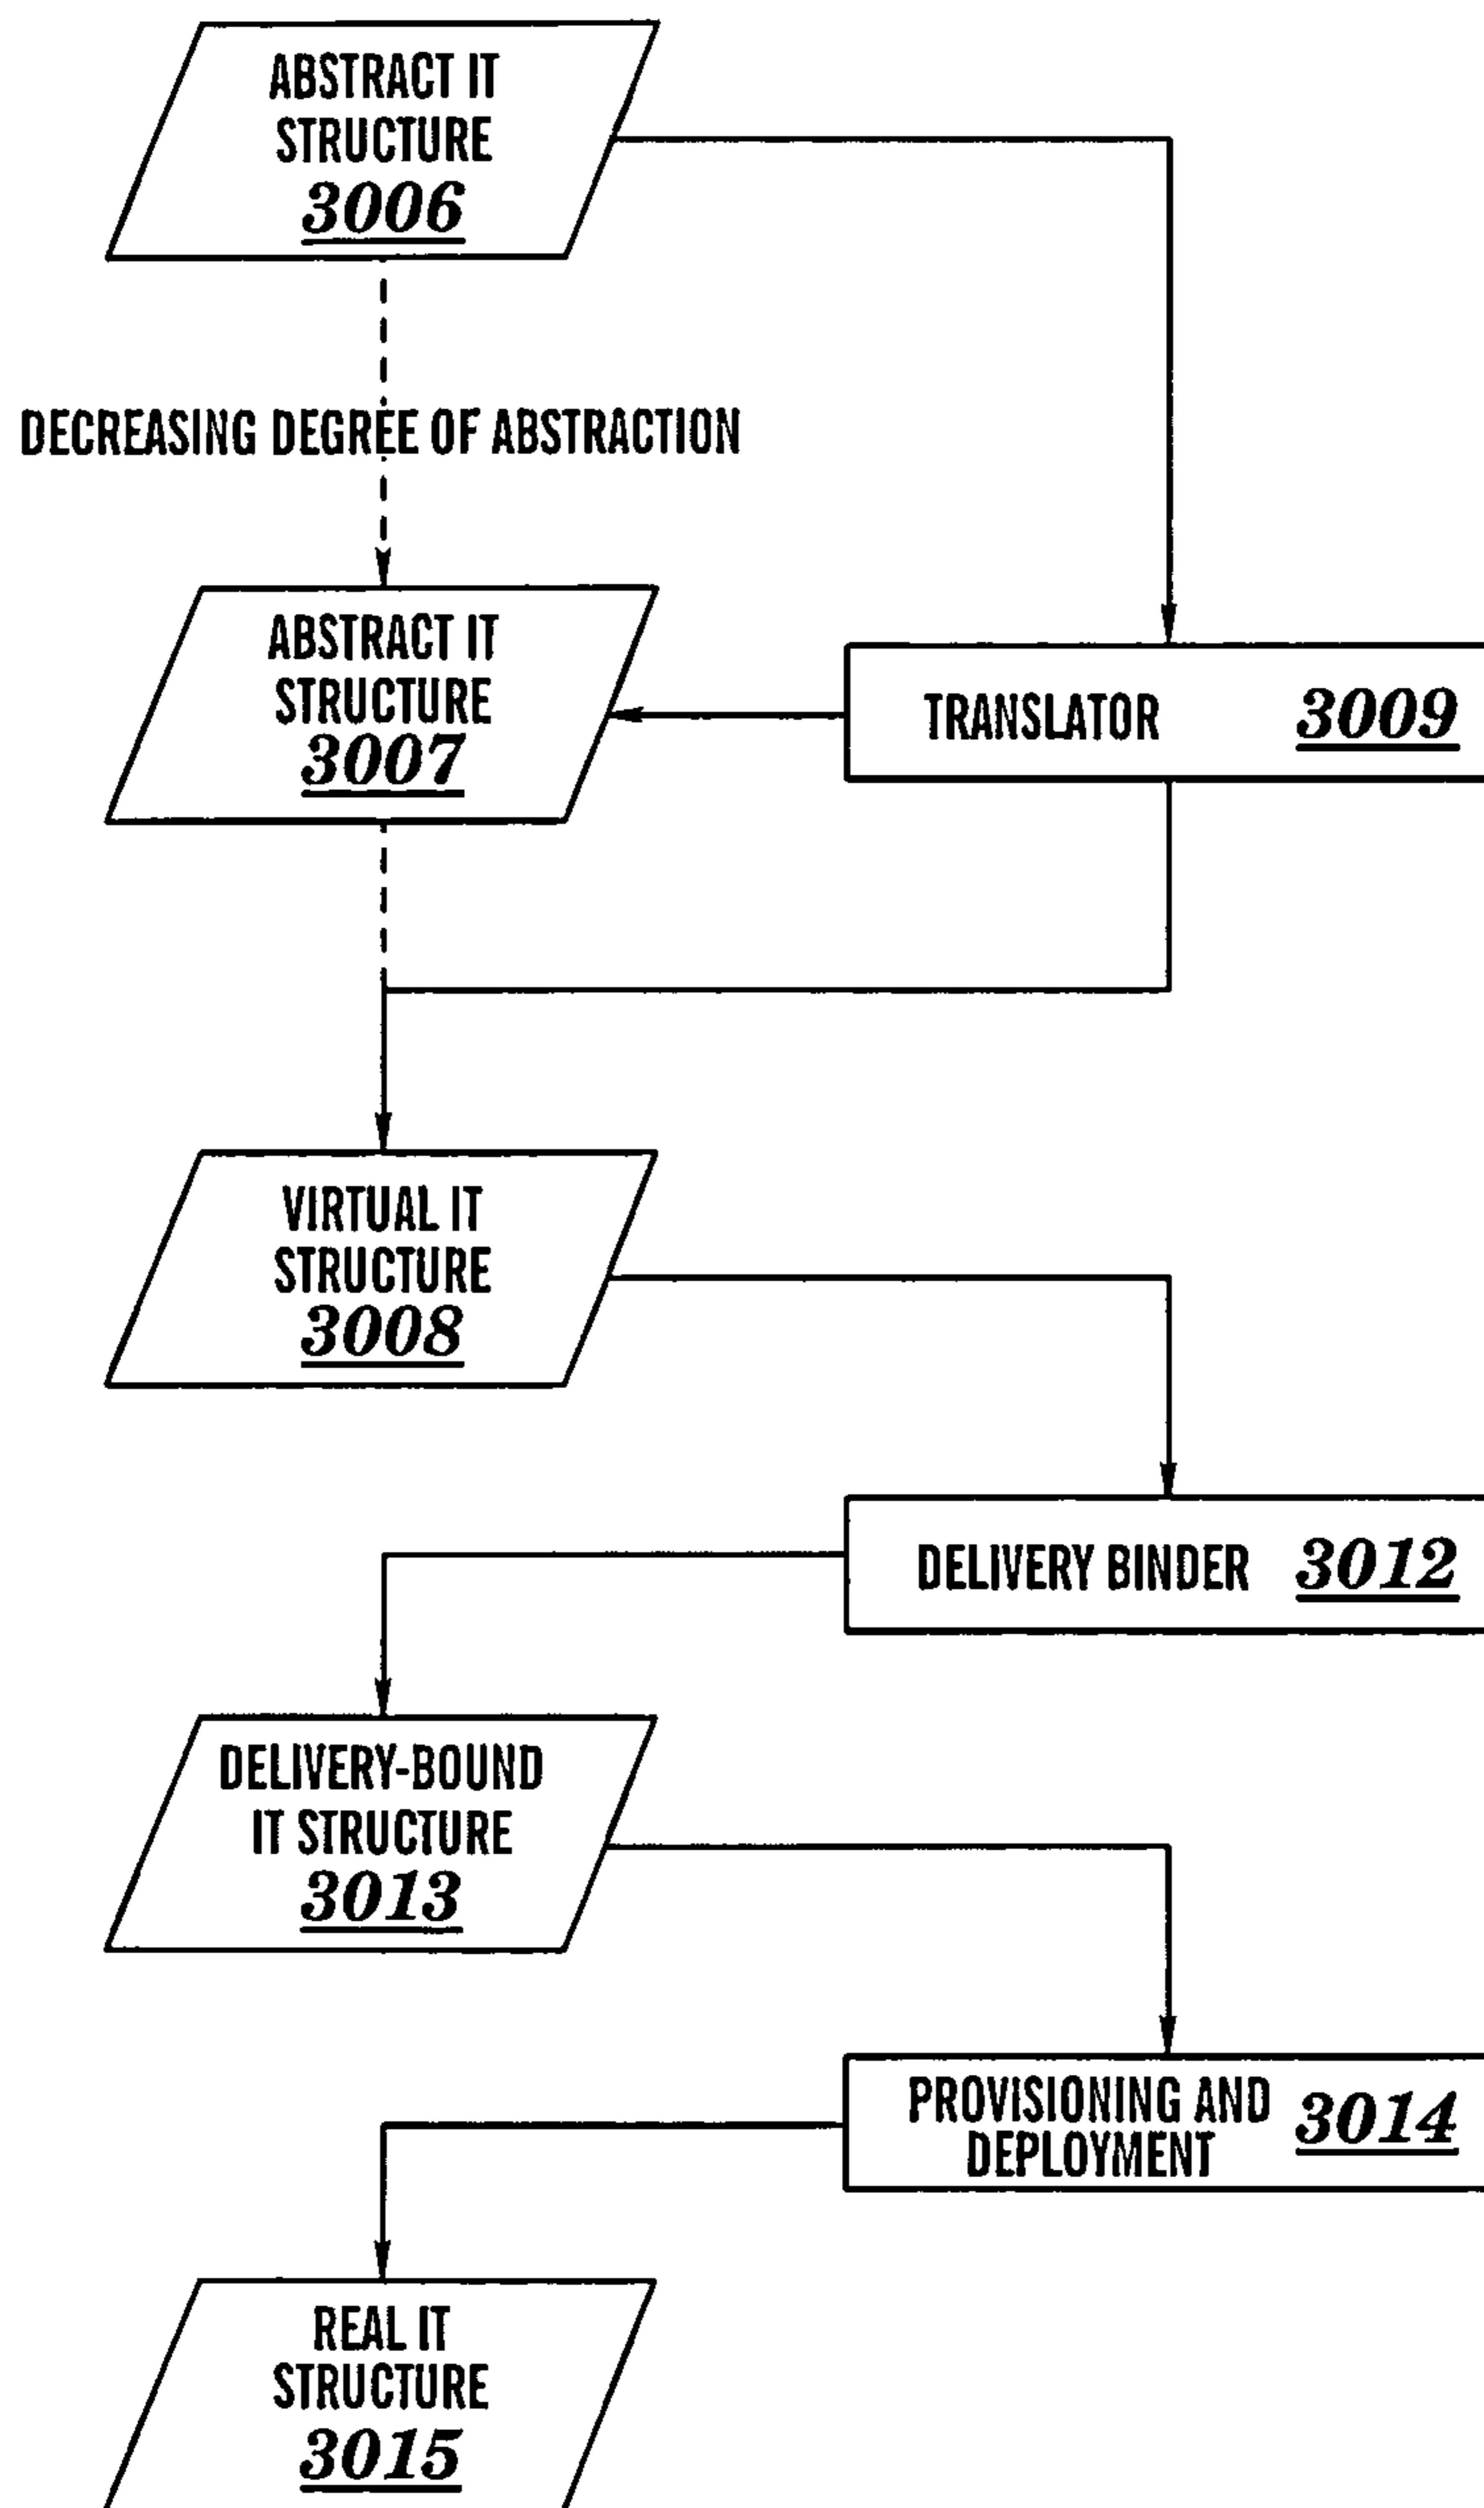 ABSTRACT IT
STRUCTURE
3006
DECREASING DEGREE OF ABSTRACTION
ABSTRACT IT
STRUCTURE
3007
TRANSLATOR 3009
VIRTUAL IT
STRUCTURE
3008
DELIVERY BINDER 3012
DELIVERY-BOUND
IT STRUCTURE
3013
PROVISIONING AND
DEPLOYMENT
3014
REAL IT
STRUCTURE
3015